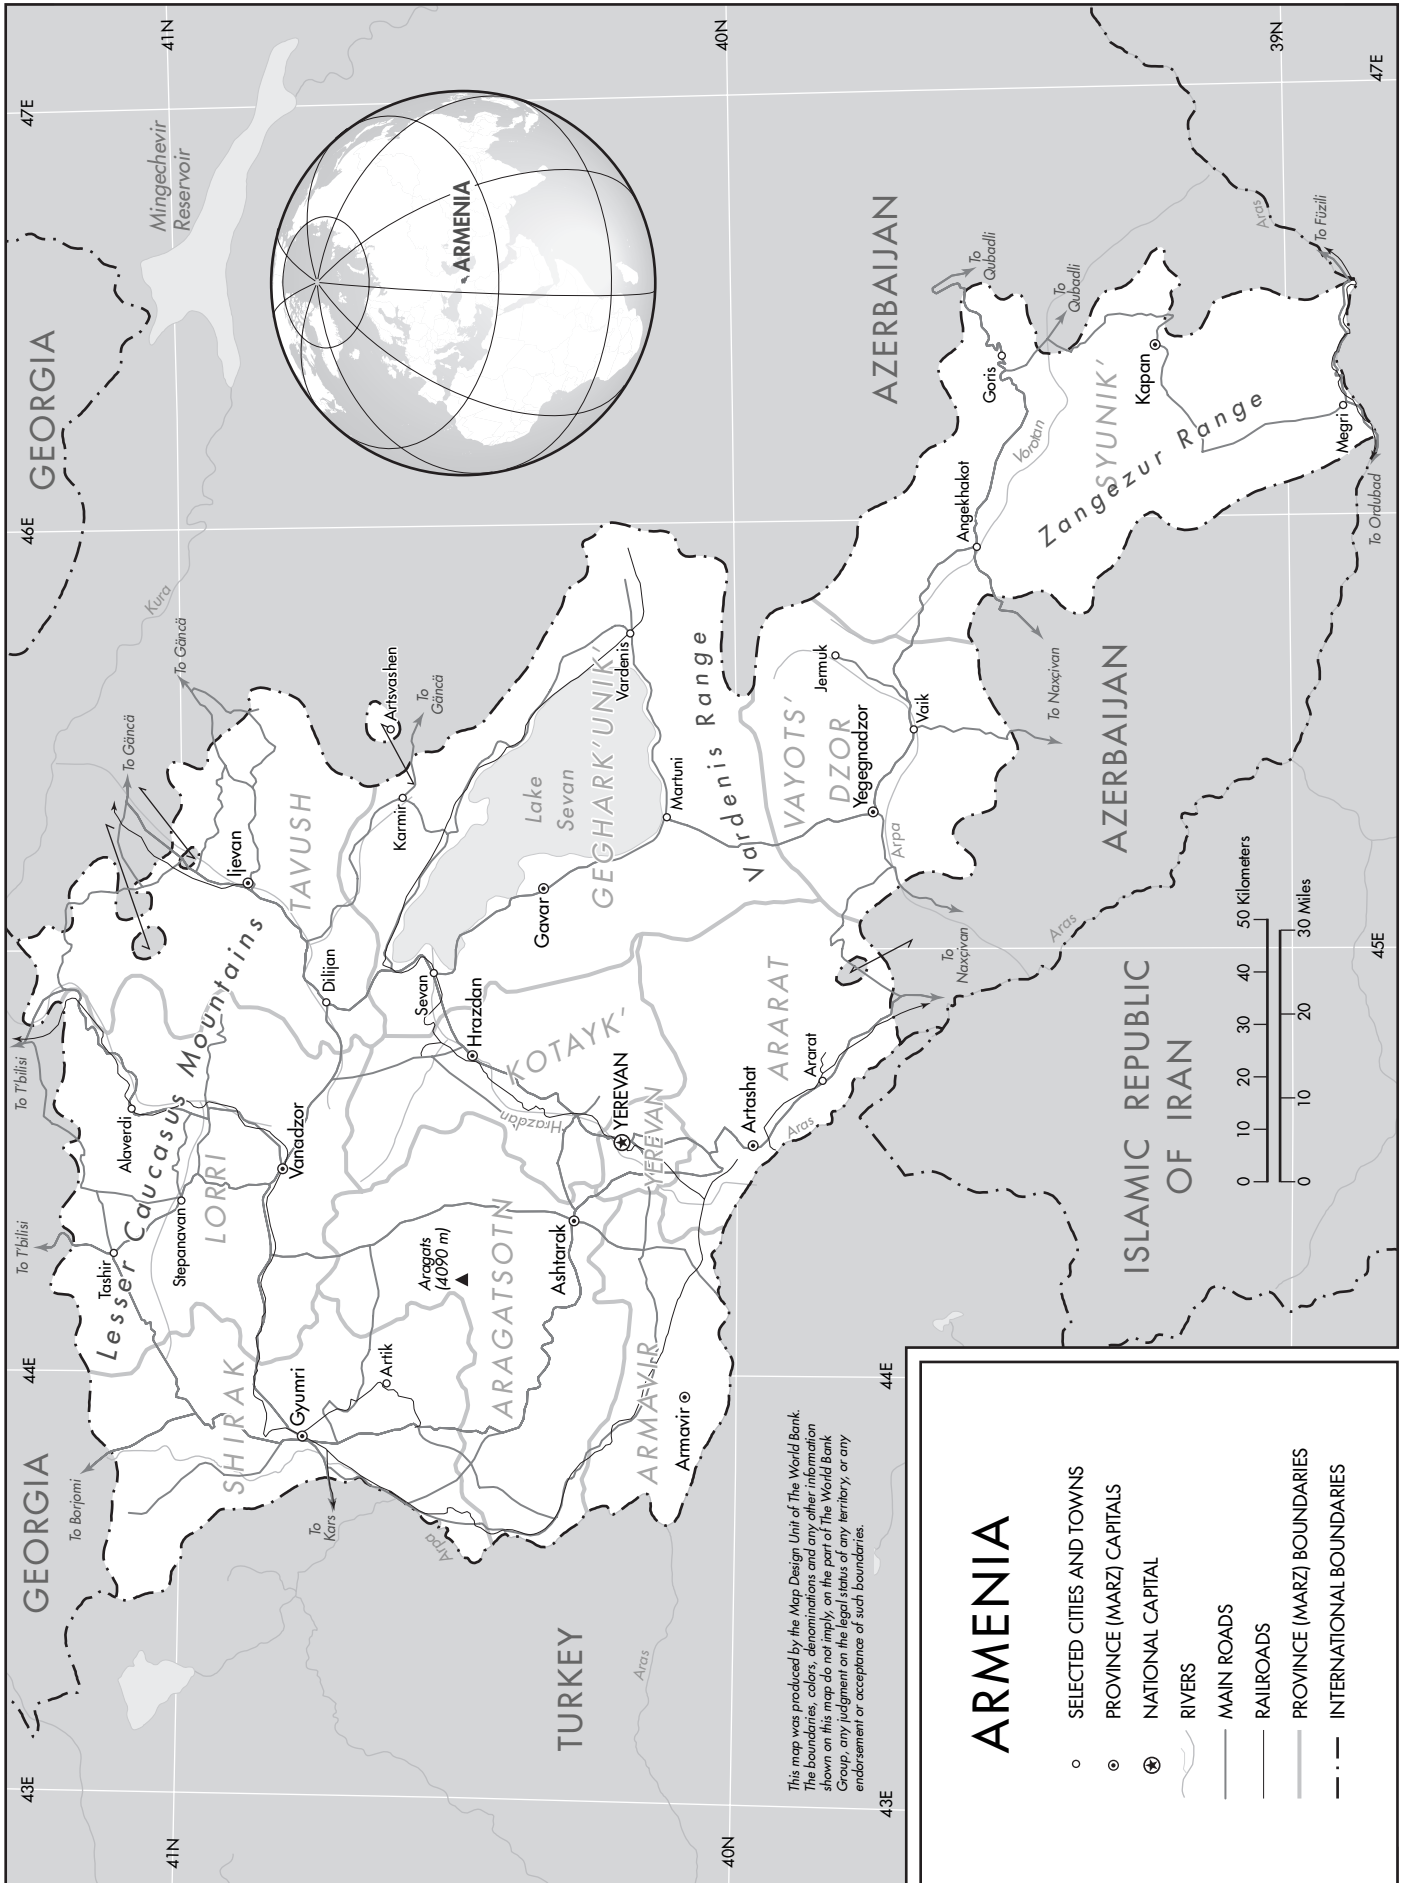 ARMENIA
SELECTED CITIES AND TOWNS
PROVINCE (MARZ) CAPITALS
NATIONAL CAPITAL
RIVERS
MAIN ROADS
RAILROADS
PROVINCE (MARZ) BOUNDARIES
INTERNATIONAL BOUNDARIES
This map was produced by the Map Design Unit of The World Bank.
The boundaries, colors, denominations and any other information
shown on this map do not imply, on the part of The World Bank
Group, any judgment on the legal status of any territory, or any
endorsement or acceptance of such boundaries.
43E
44E
46E
47E
41N
41N
40N
40N
39N
43E
44E
45E
47E
GEORGIA
GEORGIA
TURKEY
AZERBAIJAN
AZERBAIJAN
ISLAMIC REPUBLIC
OF IRAN
ARMENIA
Mingechevir
Reservoir
Kura
To Borjomi
To T'bilisi
To T'bilisi
To Gäncä
To Gäncä
To
Gäncä
To
Kars
To
Naxçivan
To Naxçivan
To
Qubadli
To
Qubadli
To Füzili
To Ordubad
Lesser Caucasus Mountains
Vardenis Range
Zangezur Range
SHIRAK
LORRI
TAVUSH
ARAGATSOTN
ARMAVIR
KOTAYK'
YEREVAN
GEGHARK'UNIK'
ARARAT
VAYOTS'
DZOR
SYUNIK'
Tashir
Stepanavan
Alaverdi
Vanadzor
Gyumri
Artik
Aragats
(4090 m)
Ashtarak
Armavir
YEREVAN
Artashat
Ararat
Hrazdan
Sevan
Dilijan
Ijevan
Karmir
Artsvashen
Gavar
Martuni
Vardenis
Lake
Sevan
Jermuk
Yegegnadzor
Vaik
Angekhakot
Goris
Kapan
Megri
Arpa
Arpa
Aras
Aras
Aras
Aras
Hrazdan
Vorotan
0 10 20 30 40 50 Kilometers
0 10 20 30 Miles